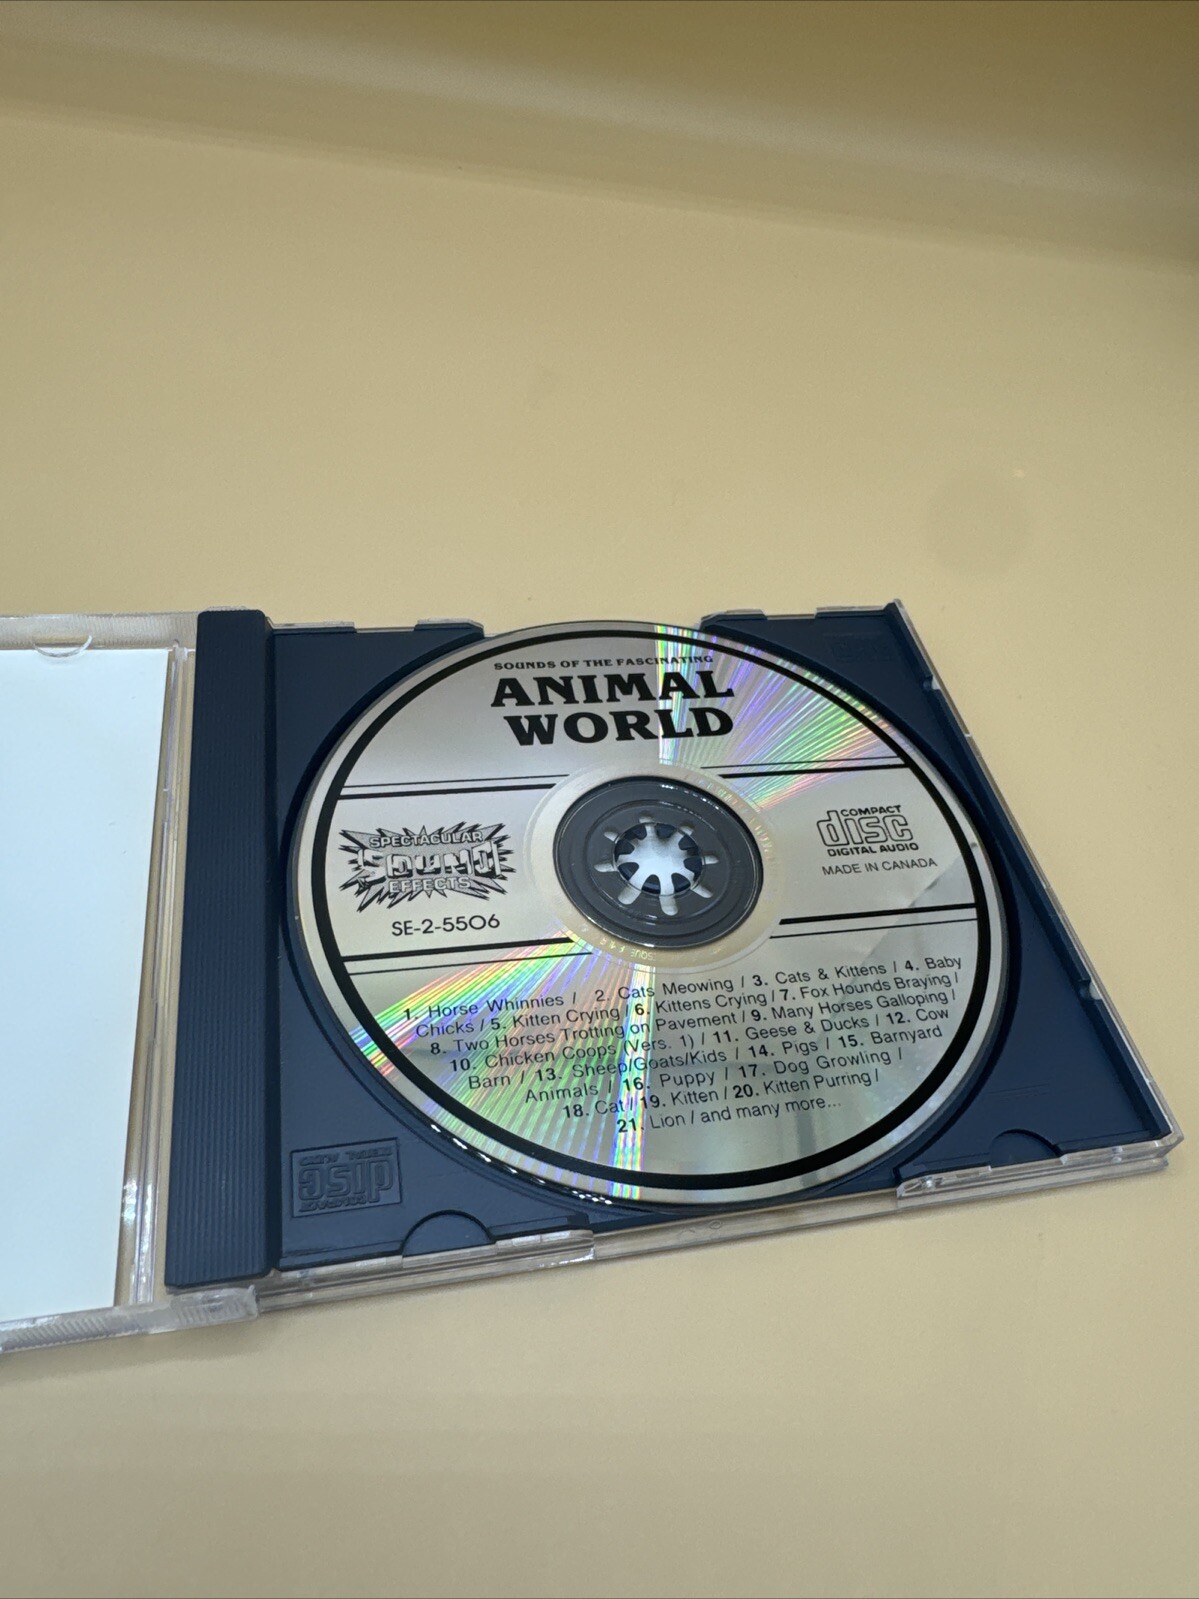 SOUNDS OF THE FASCINATING
ANIMAL
WORLD
SPECTACULAR
SOUND
EFFECTS
SE-2-5506
COMPACT
disc
DIGITAL AUDIO
MADE IN CANADA
1. Horse Whinnies / 2. Cats Meowing / 3. Cats & Kittens / 4. Baby
Chicks / 5. Kitten Crying / 6. Kittens Crying / 7. Fox Hounds Braying /
8. Two Horses Trotting on Pavement / 9. Many Horses Galloping /
10. Chicken Coops (Vers. 1) / 11. Geese & Ducks / 12. Cow
Barn / 13. Sheep/Goats/Kids / 14. Pigs / 15. Barnyard
Animals / 16. Puppy / 17. Dog Growling /
18. Cat / 19. Kitten / 20. Kitten Purring /
21. Lion / and many more...
COMPACT
disc
DIGITAL AUDIO